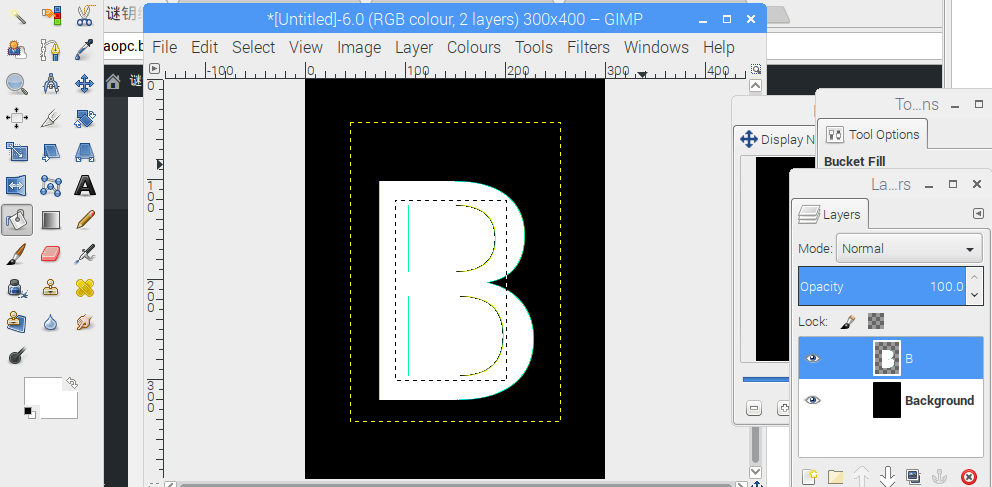 谜钥纟
*[Untitled]-6.0 (RGB colour, 2 layers) 300x400 – GIMP
aopc.b
File Edit Select View Image Layer Colours Tools Filters Windows Help
-100 0 100 200 300 400
谜
0
100
200
300
B
To...ns
Display N
Tool Options
Bucket Fill
La...rs
Layers
Mode: Normal
Opacity 100.0
Lock:
B
Background